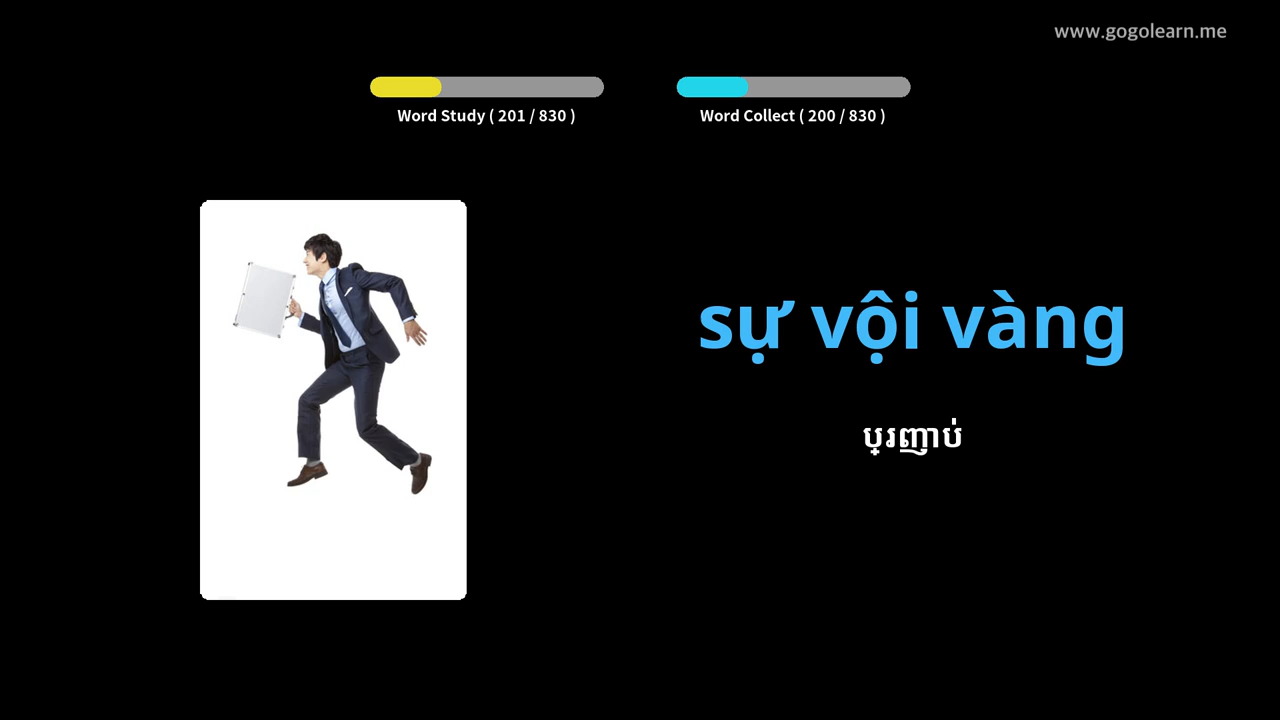 www.gogolearn.me
Word Study ( 201 / 830 )
Word Collect ( 200 / 830 )
sự vội vàng
ប្រញាប់